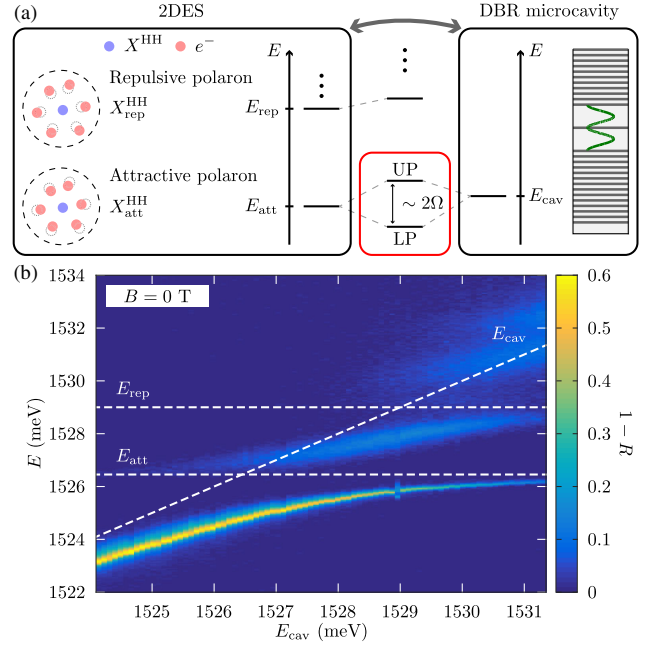 (a)
2DES
DBR microcavity
X^HH e^−
Repulsive polaron
X^HH_rep
Attractive polaron
X^HH_att
E
E_rep
E_att
UP
∼ 2Ω
LP
E
E_cav
(b)
B = 0 T
E_cav
E_rep
E_att
E (meV)
1534
1532
1530
1528
1526
1524
1522
1525 1526 1527 1528 1529 1530 1531
E_cav (meV)
0.6
0.5
0.4
0.3
0.2
0.1
0
1 − R